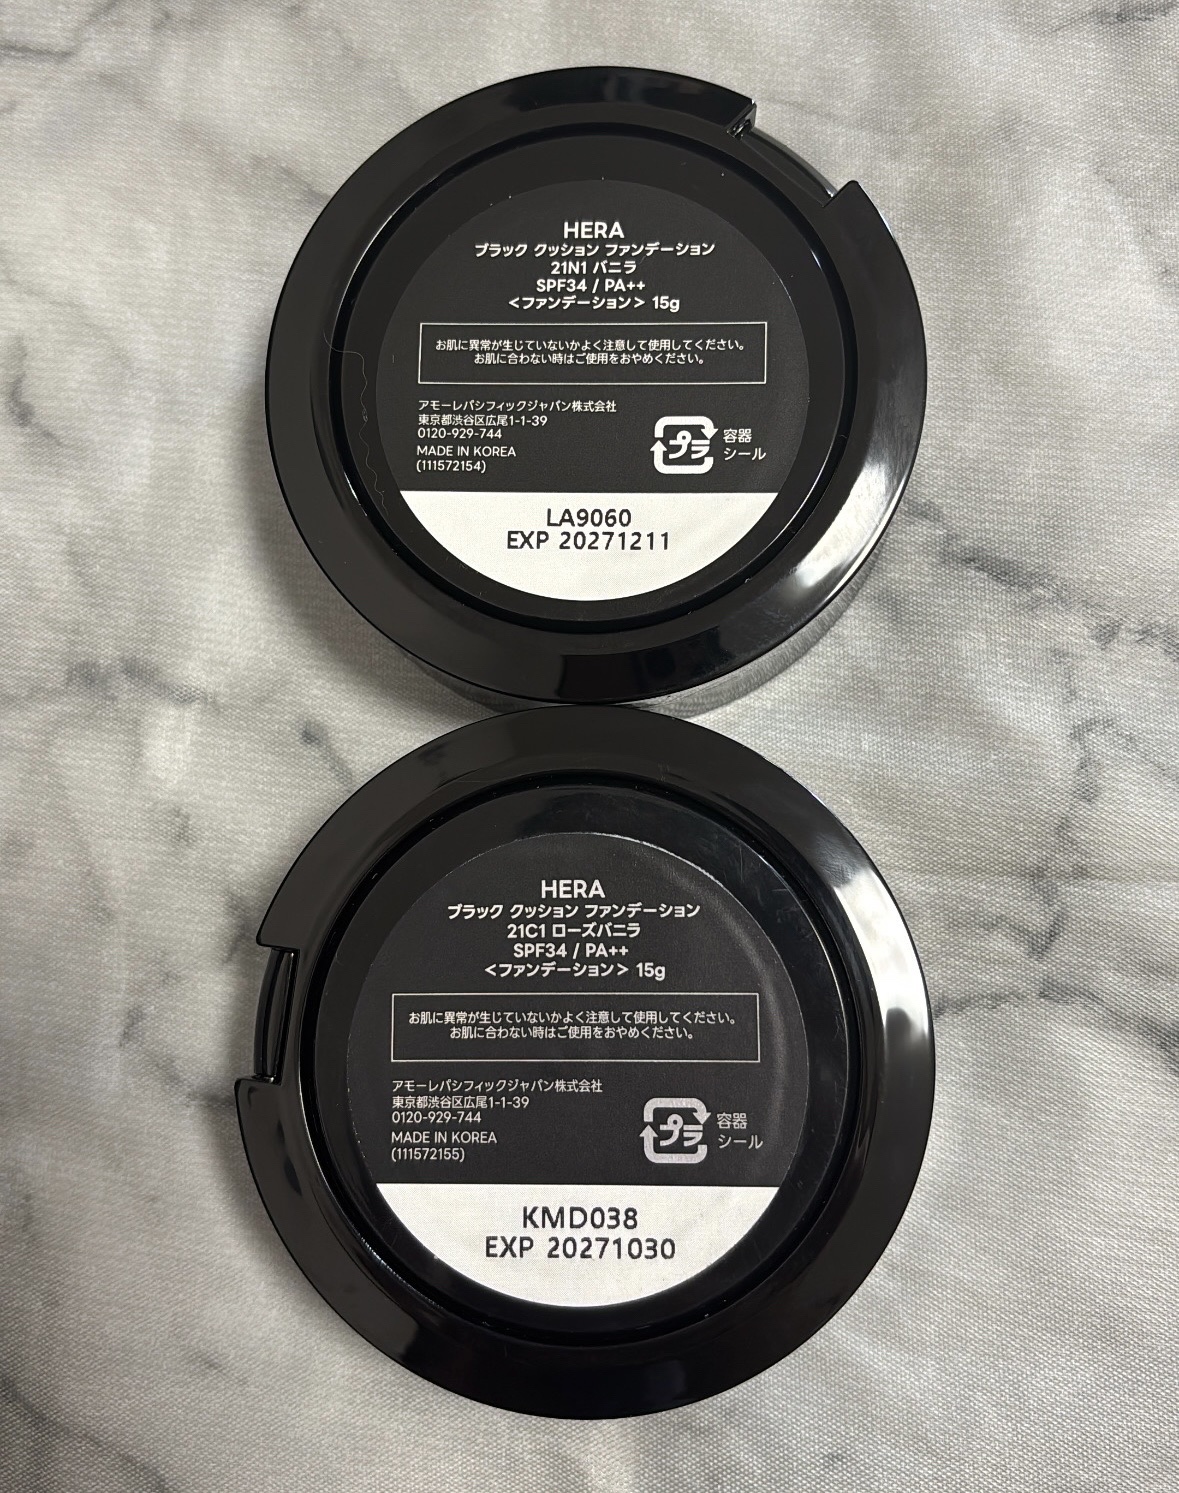 HERA
ブラック クッション ファンデーション
21N1 バニラ
SPF34 / PA++
<ファンデーション> 15g
お肌に異常が生じていないかよく注意して使用してください。
お肌に合わない時はご使用をおやめください。
アモーレパシフィックジャパン株式会社
東京都渋谷区広尾1-1-39
0120-929-744
MADE IN KOREA
(111572154)
プラ
容器
シール
LA9060
EXP 20271211
HERA
ブラック クッション ファンデーション
21C1 ローズバニラ
SPF34 / PA++
<ファンデーション> 15g
お肌に異常が生じていないかよく注意して使用してください。
お肌に合わない時はご使用をおやめください。
アモーレパシフィックジャパン株式会社
東京都渋谷区広尾1-1-39
0120-929-744
MADE IN KOREA
(111572155)
プラ
容器
シール
KMD038
EXP 20271030